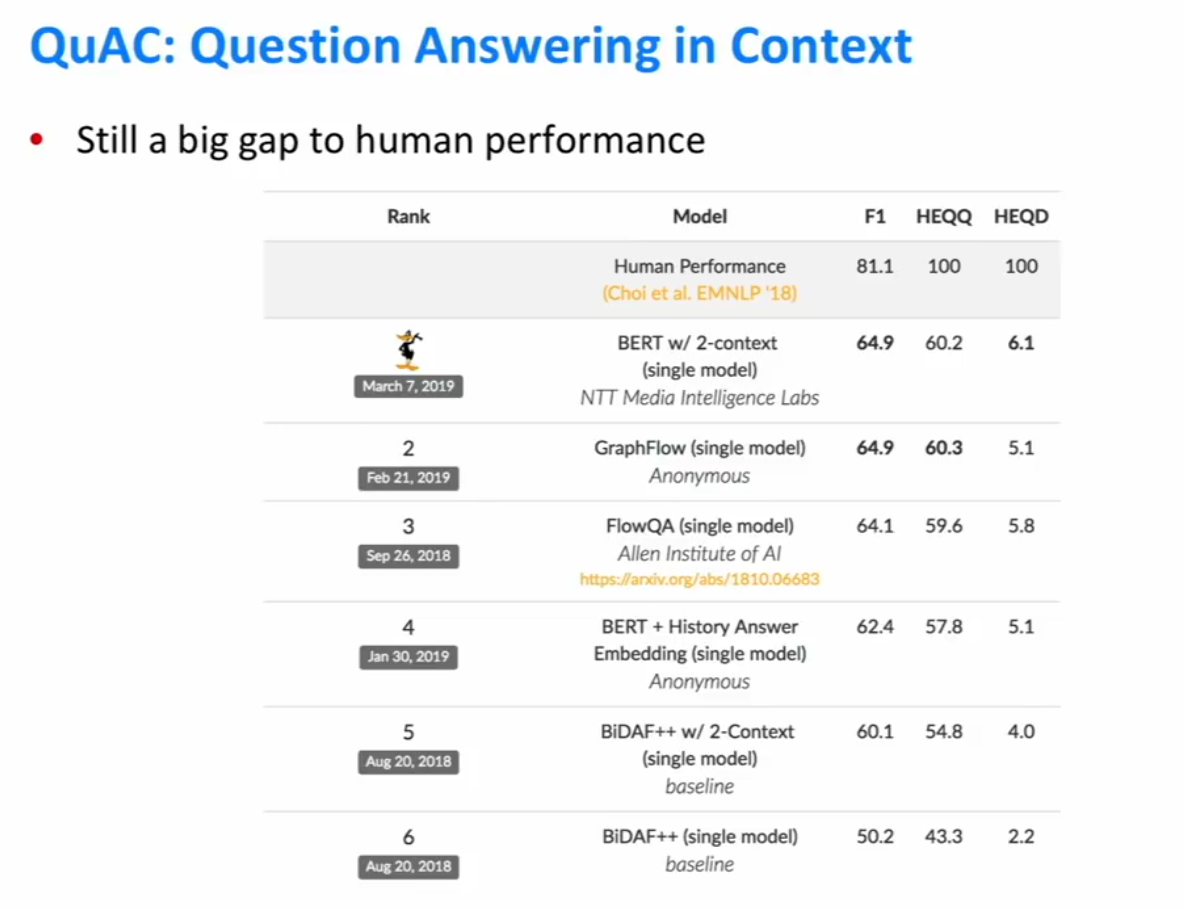 QuAC: Question Answering in Context
• Still a big gap to human performance
Rank Model F1 HEQQ HEQD
Human Performance 81.1 100 100
(Choi et al. EMNLP '18)
BERT w/ 2-context 64.9 60.2 6.1
(single model)
March 7, 2019
NTT Media Intelligence Labs
2 GraphFlow (single model) 64.9 60.3 5.1
Feb 21, 2019 Anonymous
3 FlowQA (single model) 64.1 59.6 5.8
Sep 26, 2018 Allen Institute of AI
https://arxiv.org/abs/1810.06683
4 BERT + History Answer 62.4 57.8 5.1
Jan 30, 2019 Embedding (single model)
Anonymous
5 BiDAF++ w/ 2-Context 60.1 54.8 4.0
Aug 20, 2018 (single model)
baseline
6 BiDAF++ (single model) 50.2 43.3 2.2
Aug 20, 2018 baseline